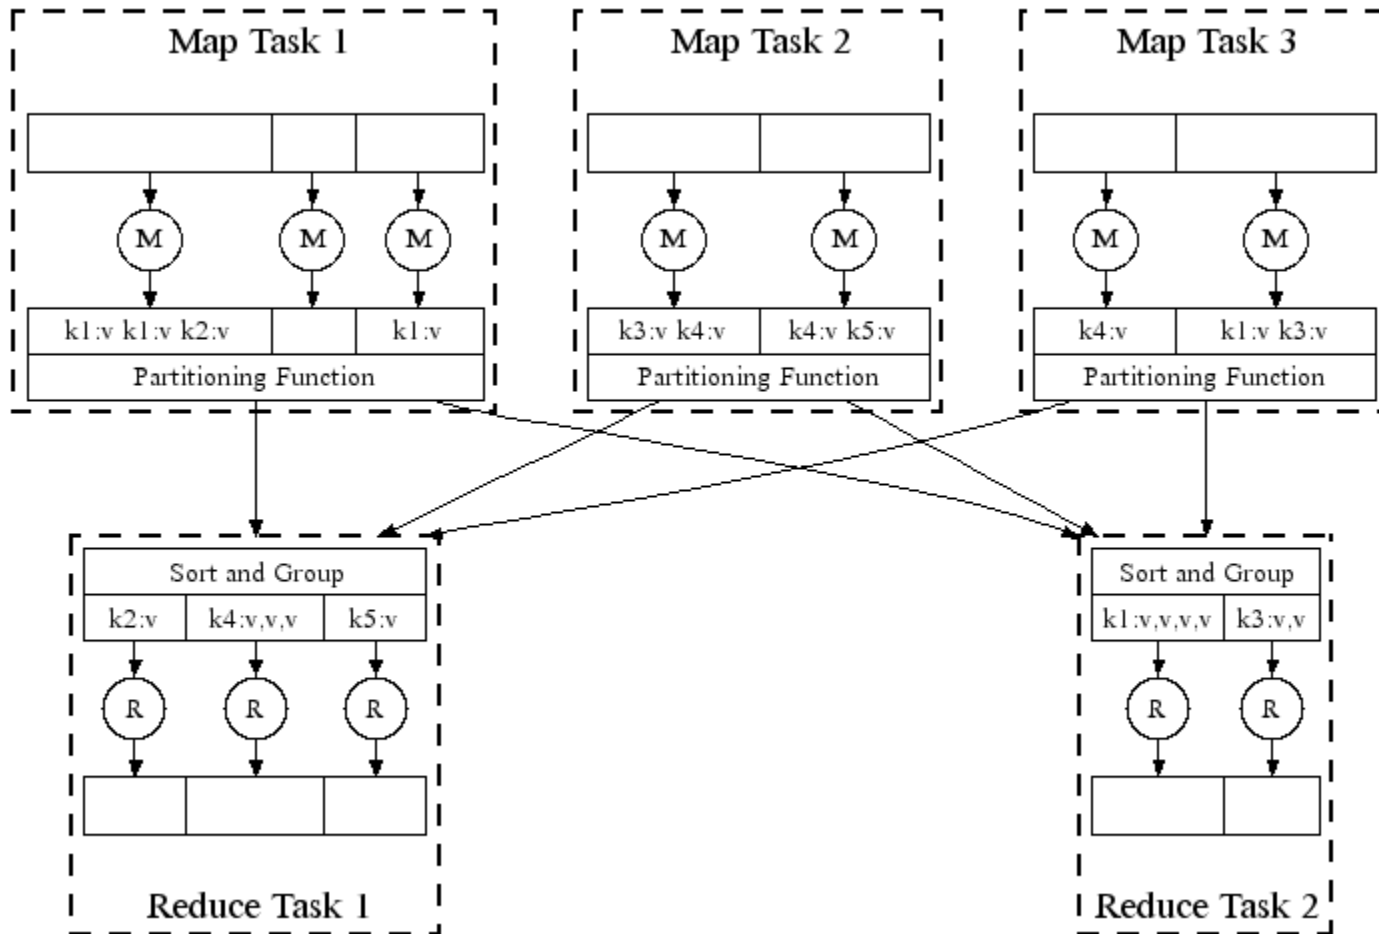 Map Task 1
Map Task 2
Map Task 3
M
M
M
M
M
M
M
k1:v k1:v k2:v
k1:v
k3:v k4:v
k4:v k5:v
k4:v
k1:v k3:v
Partitioning Function
Partitioning Function
Partitioning Function
Sort and Group
Sort and Group
k2:v
k4:v,v,v
k5:v
k1:v,v,v,v
k3:v,v
R
R
R
R
R
Reduce Task 1
Reduce Task 2